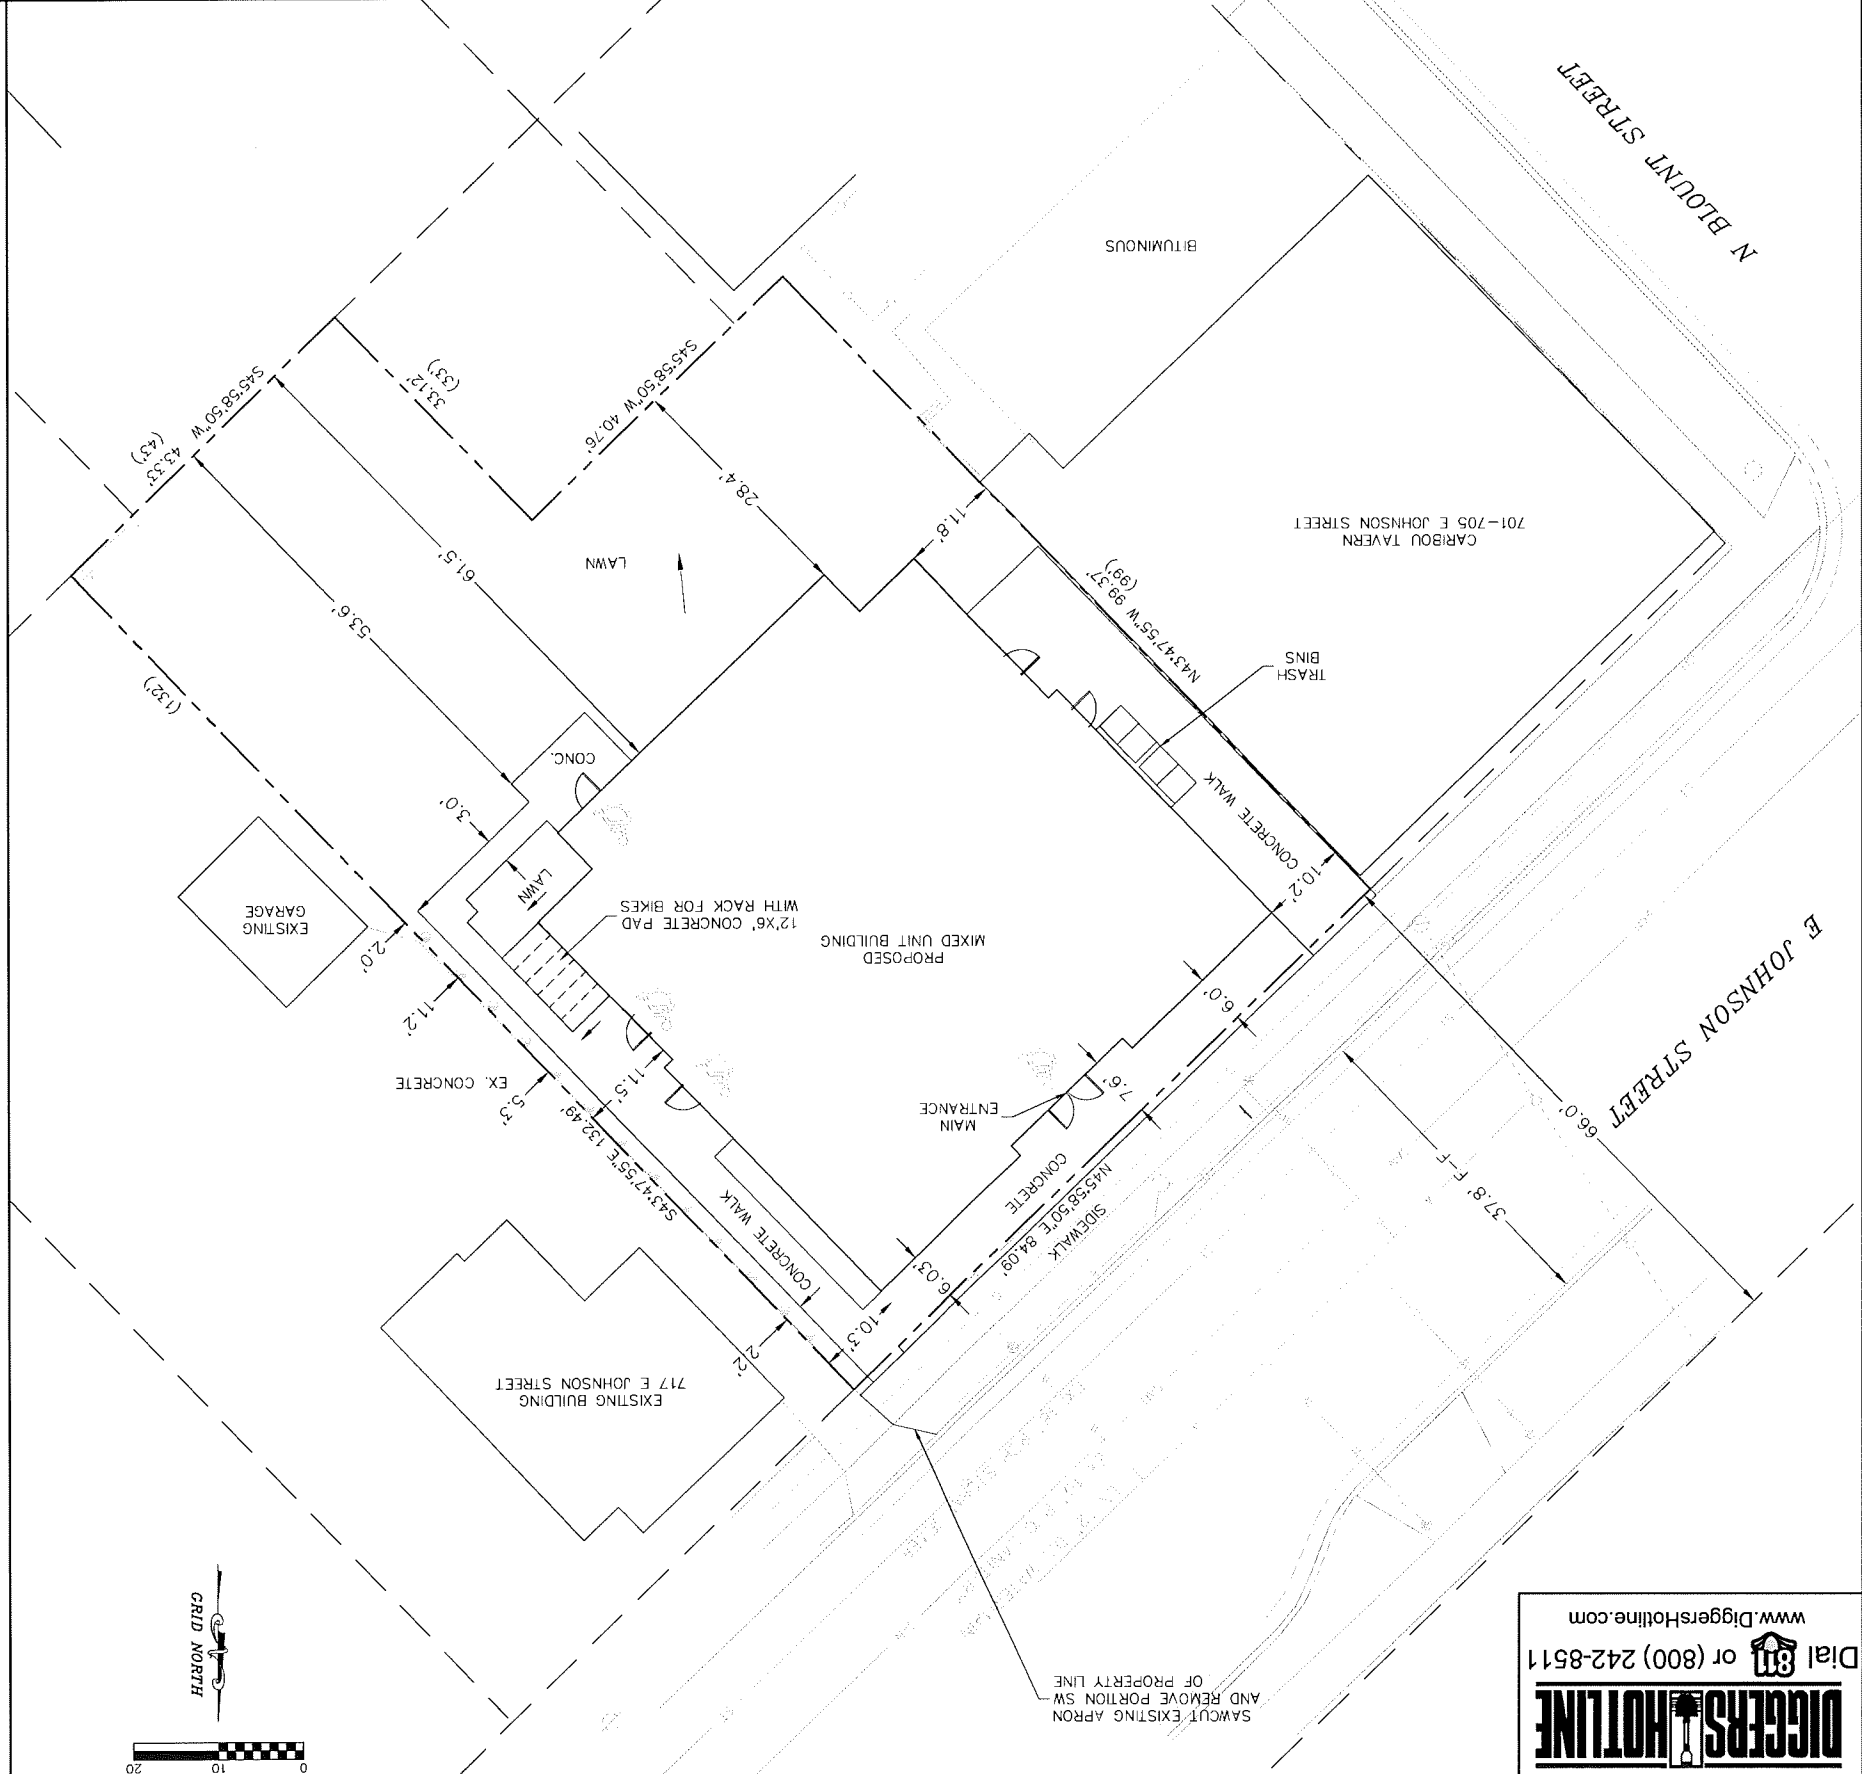 DIGGERS HOTLINE
Dial 811 or (800) 242-8511
www.DiggersHotline.com
0 10 20
GRID NORTH
SAWCUT EXISTING APRON
AND REMOVE PORTION SW
OF PROPERTY LINE
EXISTING BUILDING
717 E JOHNSON STREET
2'
10.3'
6.03'
37.8' F-F
66.0'
E JOHNSON STREET
SIDEWALK
N45°58'50"E 84.09'
CONCRETE
CONCRETE WALK
S43°47'55"E 132.49'
MAIN
ENTRANCE
7.6'
6.0'
11.5'
5.3'
EX. CONCRETE
11.2'
2.0'
EXISTING
GARAGE
PROPOSED
MIXED UNIT BUILDING
12'X6' CONCRETE PAD
WITH RACK FOR BIKES
LAWN
10.2'
CONCRETE WALK
3.0'
CONC.
TRASH
BINS
N43°47'55"W 99.37'
(99')
(132')
53.6'
61.5'
LAWN
CARIBOU TAVERN
701-705 E JOHNSON STREET
11.8'
28.4'
S45°58'50"W 40.76'
33.12'
(33')
S45°58'50"W 43.33'
(43')
BITUMINOUS
N BLOUNT STREET